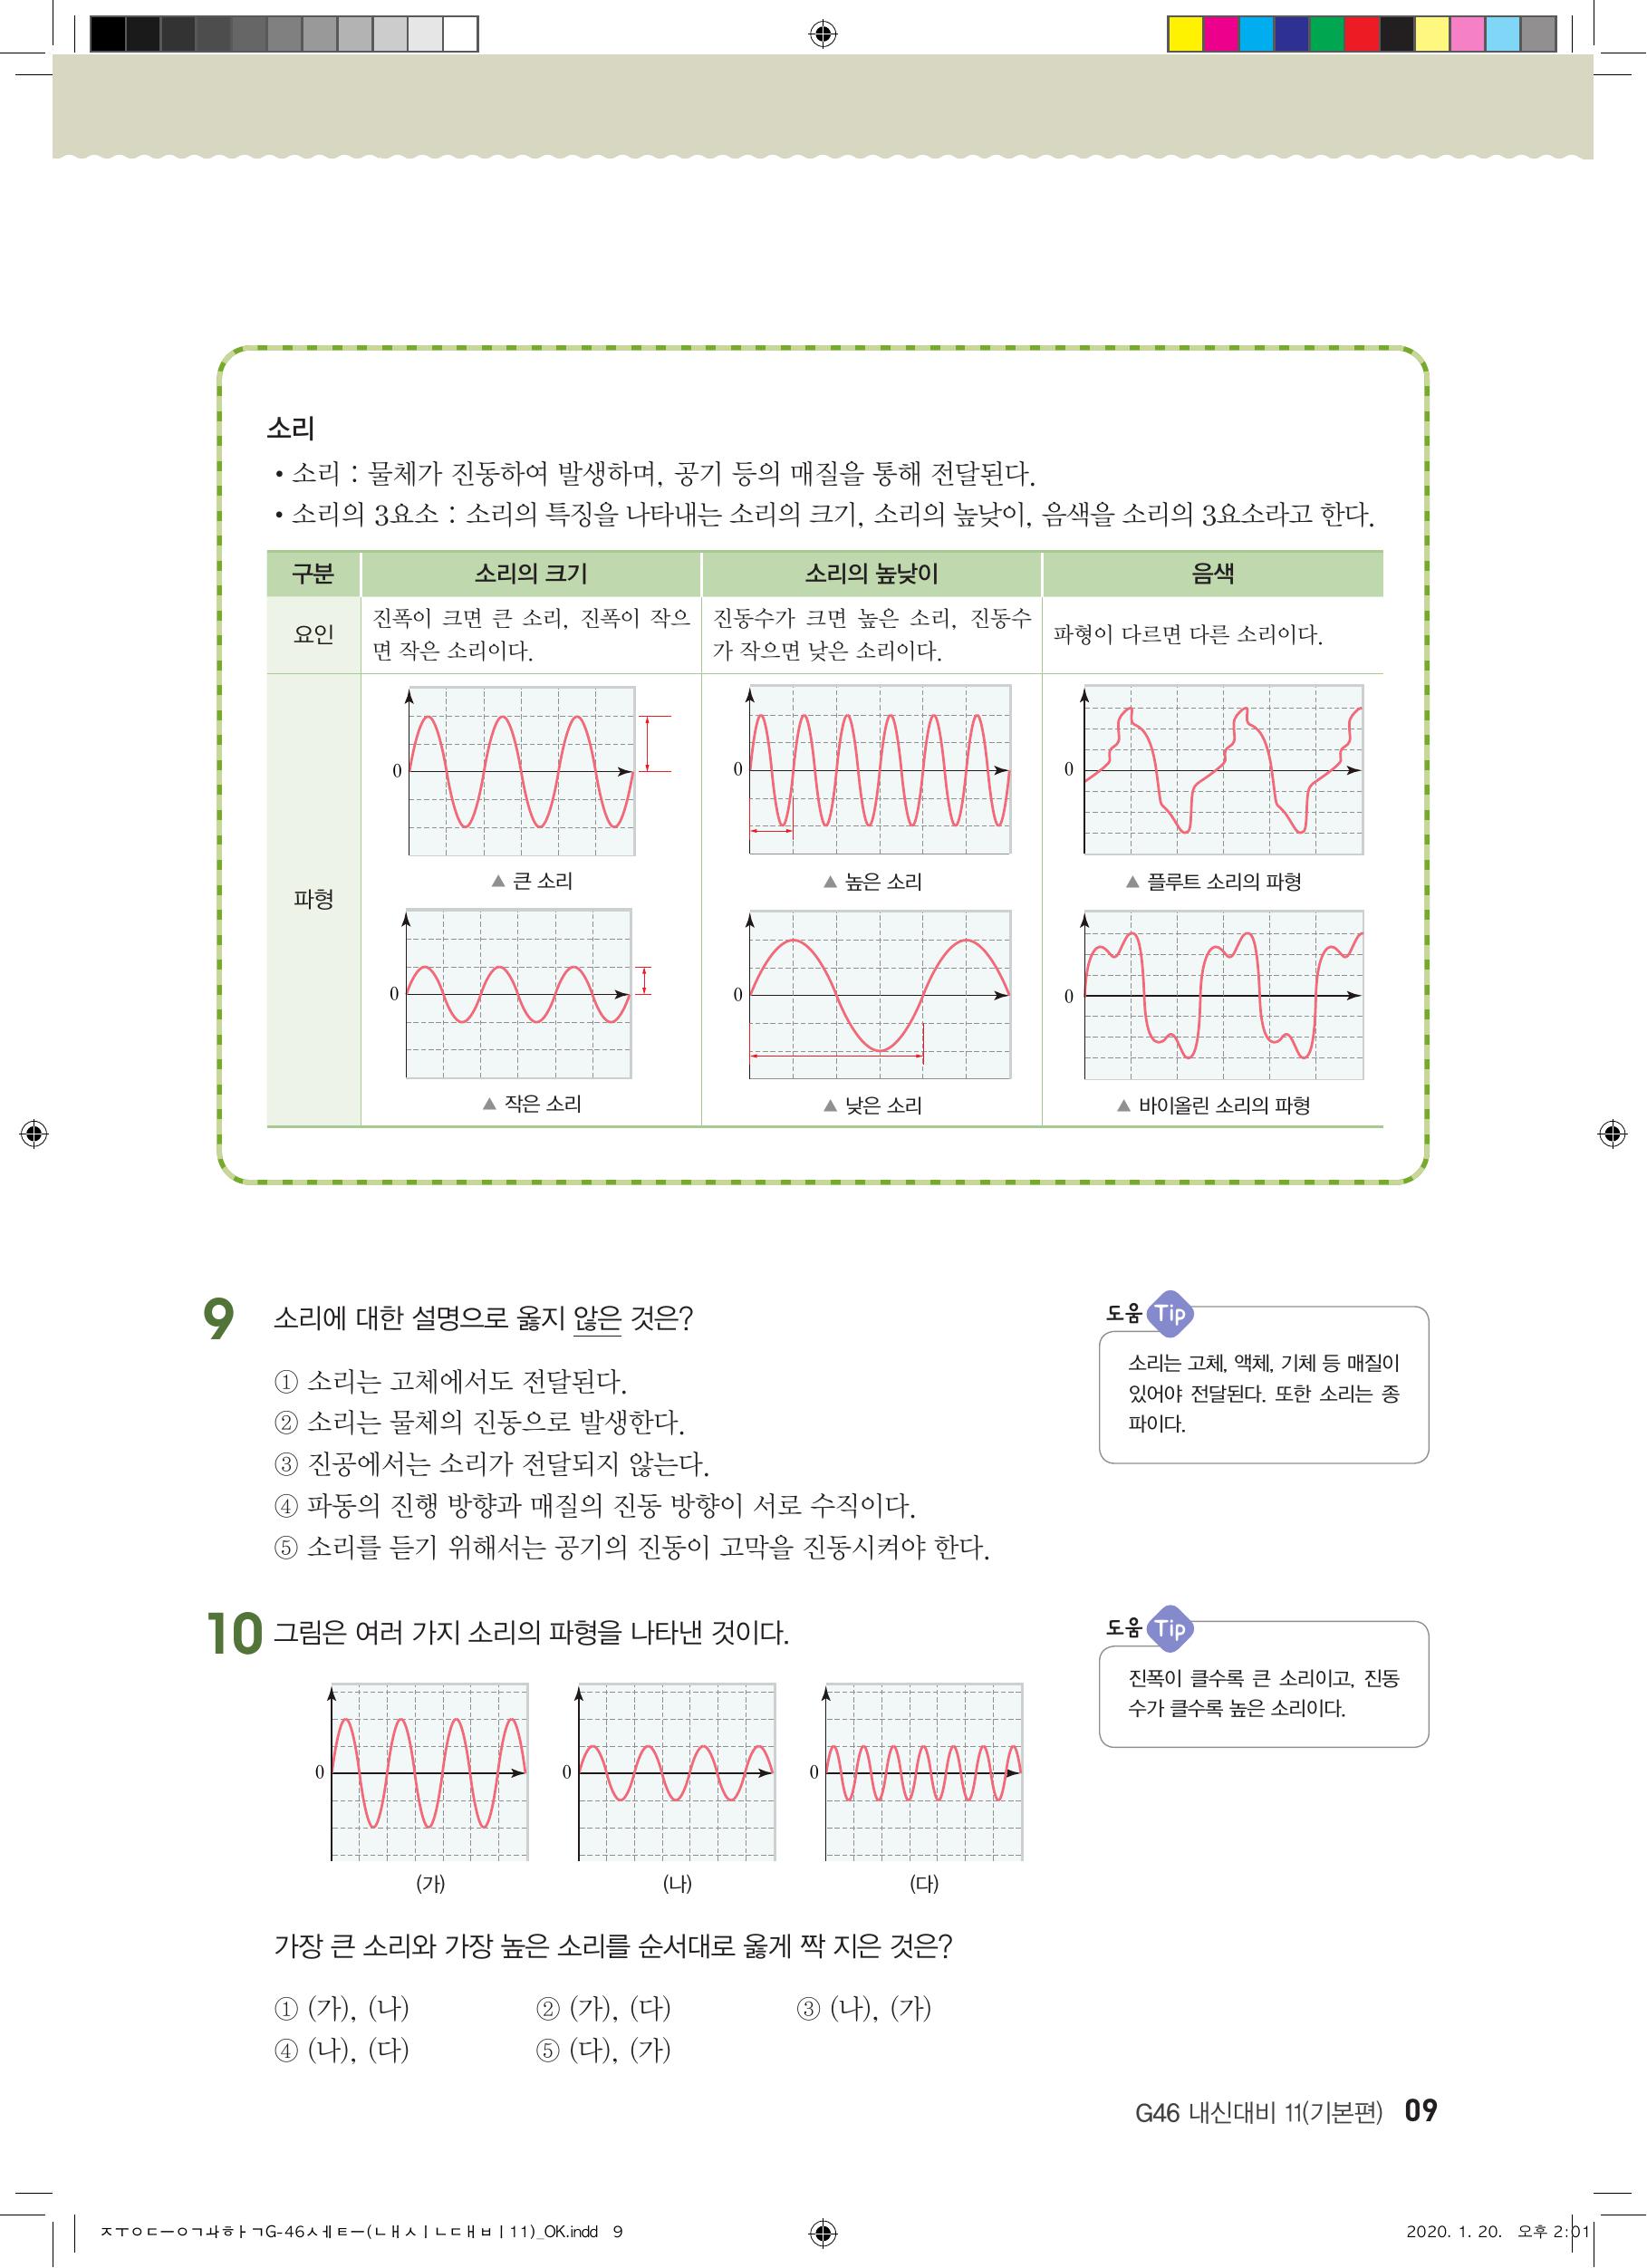 소리
• 소리 : 물체가 진동하여 발생하며, 공기 등의 매질을 통해 전달된다.
• 소리의 3요소 : 소리의 특징을 나타내는 소리의 크기, 소리의 높낮이, 음색을 소리의 3요소라고 한다.
구분 소리의 크기 소리의 높낮이 음색
요인
진폭이 크면 큰 소리, 진폭이 작으
면 작은 소리이다.
진동수가 크면 높은 소리, 진동수
가 작으면 낮은 소리이다.
파형이 다르면 다른 소리이다.
파형
0
0
0
▲ 큰 소리
▲ 높은 소리
▲ 플루트 소리의 파형
0
0
0
▲ 작은 소리
▲ 낮은 소리
▲ 바이올린 소리의 파형
9 소리에 대한 설명으로 옳지 않은 것은?
① 소리는 고체에서도 전달된다.
② 소리는 물체의 진동으로 발생한다.
③ 진공에서는 소리가 전달되지 않는다.
④ 파동의 진행 방향과 매질의 진동 방향이 서로 수직이다.
⑤ 소리를 듣기 위해서는 공기의 진동이 고막을 진동시켜야 한다.
도움 Tip
소리는 고체, 액체, 기체 등 매질이
있어야 전달된다. 또한 소리는 종
파이다.
10 그림은 여러 가지 소리의 파형을 나타낸 것이다.
0
0
0
(가)
(나)
(다)
도움 Tip
진폭이 클수록 큰 소리이고, 진동
수가 클수록 높은 소리이다.
가장 큰 소리와 가장 높은 소리를 순서대로 옳게 짝 지은 것은?
① (가), (나) ② (가), (다) ③ (나), (가)
④ (나), (다) ⑤ (다), (가)
G46 내신대비 11(기본편) 09
ㅈㅜㅇㄷㅡㅇㄱㅘㅎㅏㄱG-46ㅅㅔㅌㅡ(ㄴㅐㅅㅣㄴㄷㅐㅂㅣ11)_OK.indd 9
2020. 1. 20. 오후 2:01